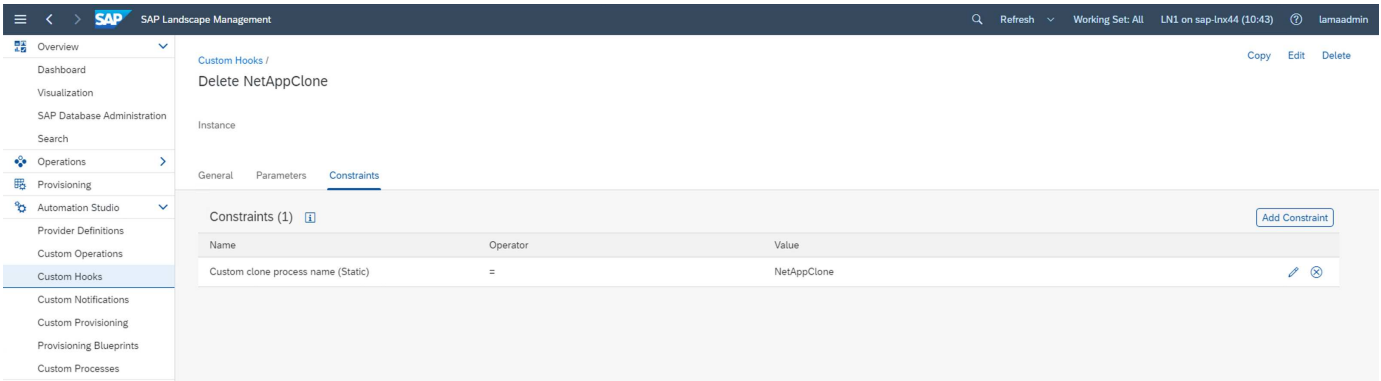 SAP SAP Landscape Management Refresh Working Set: All LN1 on sap-lnx44 (10:43) lamaadmin
Overview
Dashboard
Visualization
SAP Database Administration
Search
Operations
Provisioning
Automation Studio
Provider Definitions
Custom Operations
Custom Hooks
Custom Notifications
Custom Provisioning
Provisioning Blueprints
Custom Processes
Custom Hooks /
Copy Edit Delete
Delete NetAppClone
Instance
General Parameters Constraints
Constraints (1)
Add Constraint
Name Operator Value
Custom clone process name (Static) = NetAppClone